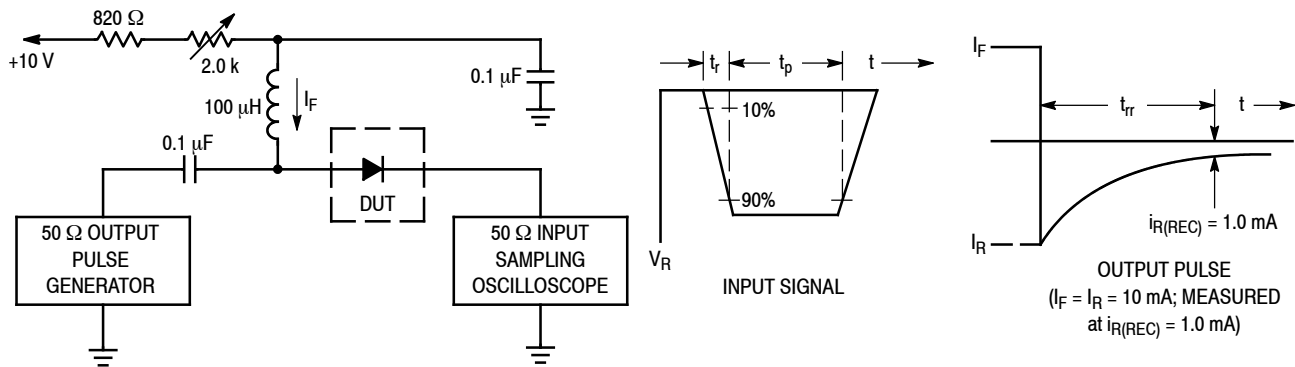 820 Ω
+10 V
2.0 k
100 μH
I_F
0.1 μF
0.1 μF
DUT
50 Ω OUTPUT
PULSE
GENERATOR
50 Ω INPUT
SAMPLING
OSCILLOSCOPE
t_r
t_p
t
10%
90%
V_R
INPUT SIGNAL
I_F
t_rr
t
I_R
i_R(REC) = 1.0 mA
OUTPUT PULSE
(I_F = I_R = 10 mA; MEASURED
at i_R(REC) = 1.0 mA)